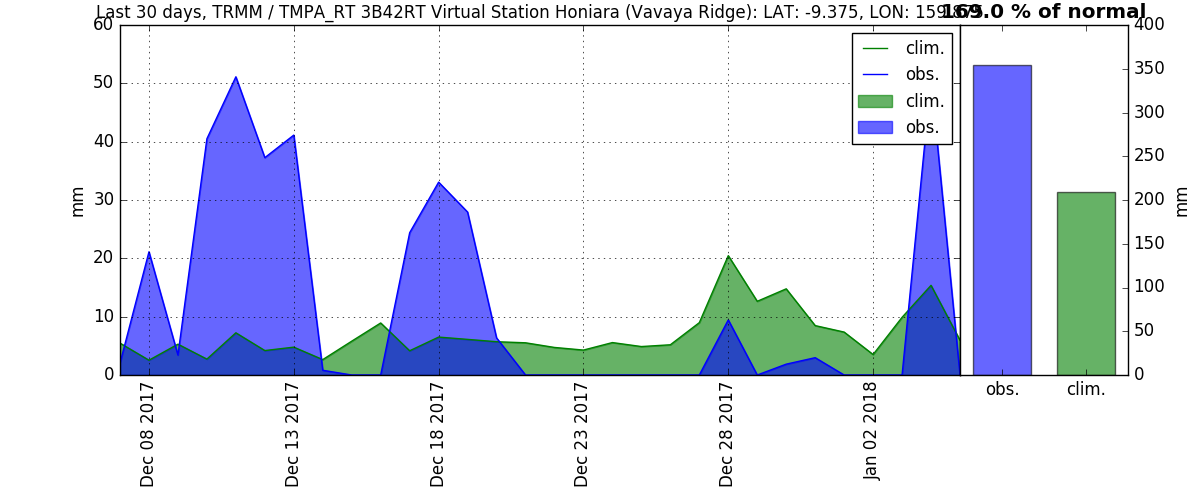 Last 30 days, TRMM / TMPA_RT 3B42RT Virtual Station Honiara (Vavaya Ridge): LAT: -9.375, LON:
169.0 % of normal
60
50
40
30
20
10
0
mm
clim.
obs.
clim.
obs.
400
350
300
250
200
150
100
50
0
mm
obs.
clim.
Dec 08 2017
Dec 13 2017
Dec 18 2017
Dec 23 2017
Dec 28 2017
Jan 02 2018